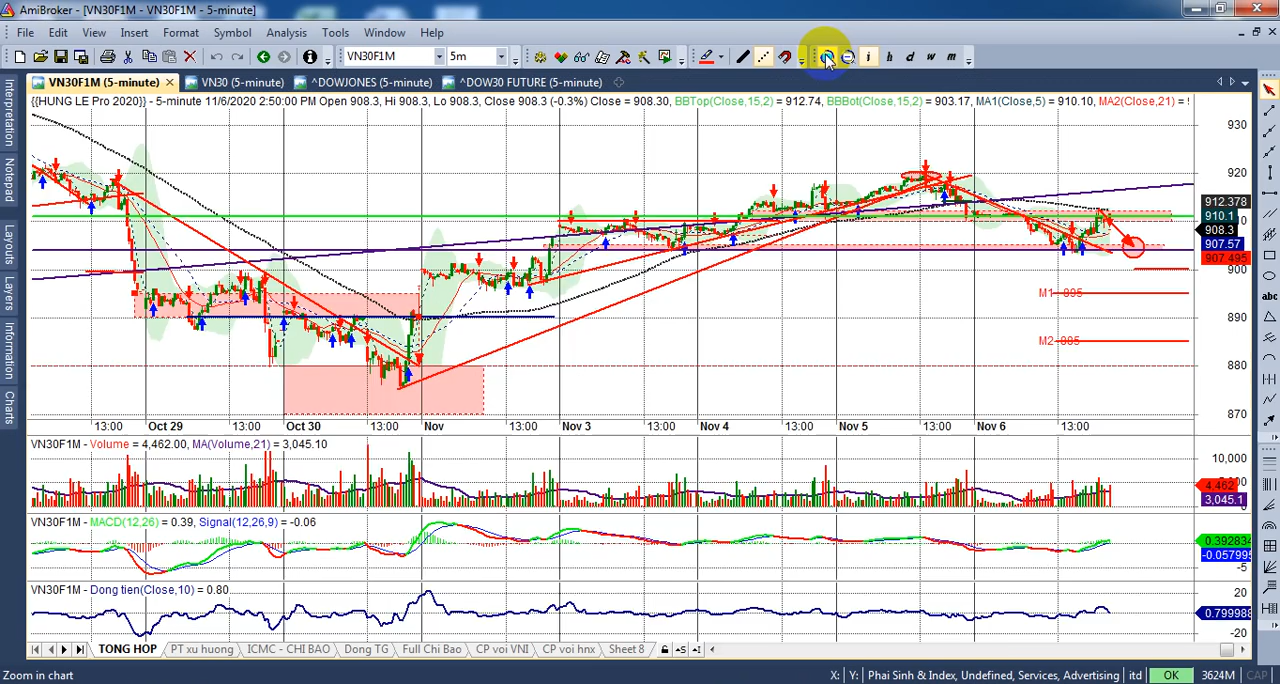 AmiBroker - [VN30F1M - VN30F1M - 5-minute]
File Edit View Insert Format Symbol Analysis Tools Window Help
VN30F1M 5m i h d w m
VN30F1M (5-minute) VN30 (5-minute) ^DOWJONES (5-minute) ^DOW30 FUTURE (5-minute)
{{HUNG LE Pro 2020}} - 5-minute 11/6/2020 2:50:00 PM Open 908.3, Hi 908.3, Lo 908.3, Close 908.3 (-0.3%) Close = 908.30, BBTop(Close,15,2) = 912.74, BBBot(Close,15,2) = 903.17, MA1(Close,5) = 910.10, MA2(Close,21) =
Interpretation
Notepad
Layouts
Layers
Information
Charts
abc
930
920
912.378
910.1
910
908.3
907.57
907.495
900
M1 895
890
M2
880
870
13:00 Oct 29 13:00 Oct 30 13:00 Nov 13:00 Nov 3 13:00 Nov 4 13:00 Nov 5 13:00 Nov 6 13:00
VN30F1M - Volume = 4,462.00, MA(Volume,21) = 3,045.10
10,000
4,462
3,045.1
VN30F1M - MACD(12,26) = 0.39, Signal(12,26,9) = -0.06
0.392834
-0.057995
-5
VN30F1M - Dong tien(Close,10) = 0.80
20
0.799988
-20
TONG HOP PT xu huong ICMC - CHI BAO Dong TG Full Chi Bao CP voi VNI CP voi hnx Sheet 8
Zoom in chart X: Y: Phai Sinh & Index, Undefined, Services, Advertising itd OK 3624M CAP